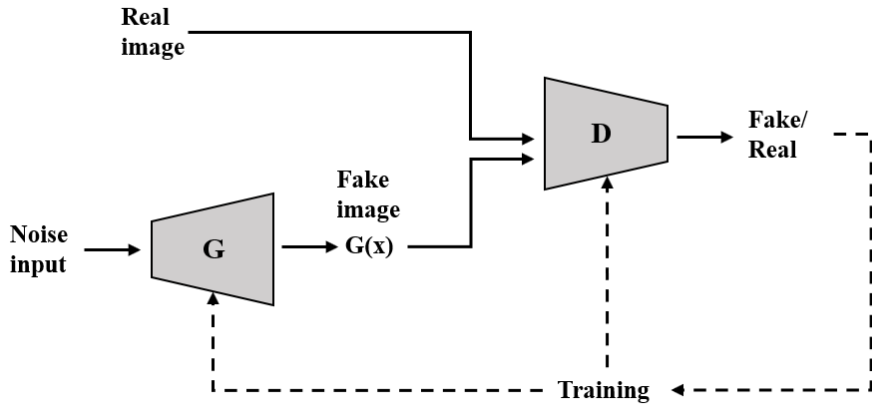 Real
image
D
Fake/
Real
Fake
image
G(x)
Noise
input
G
Training